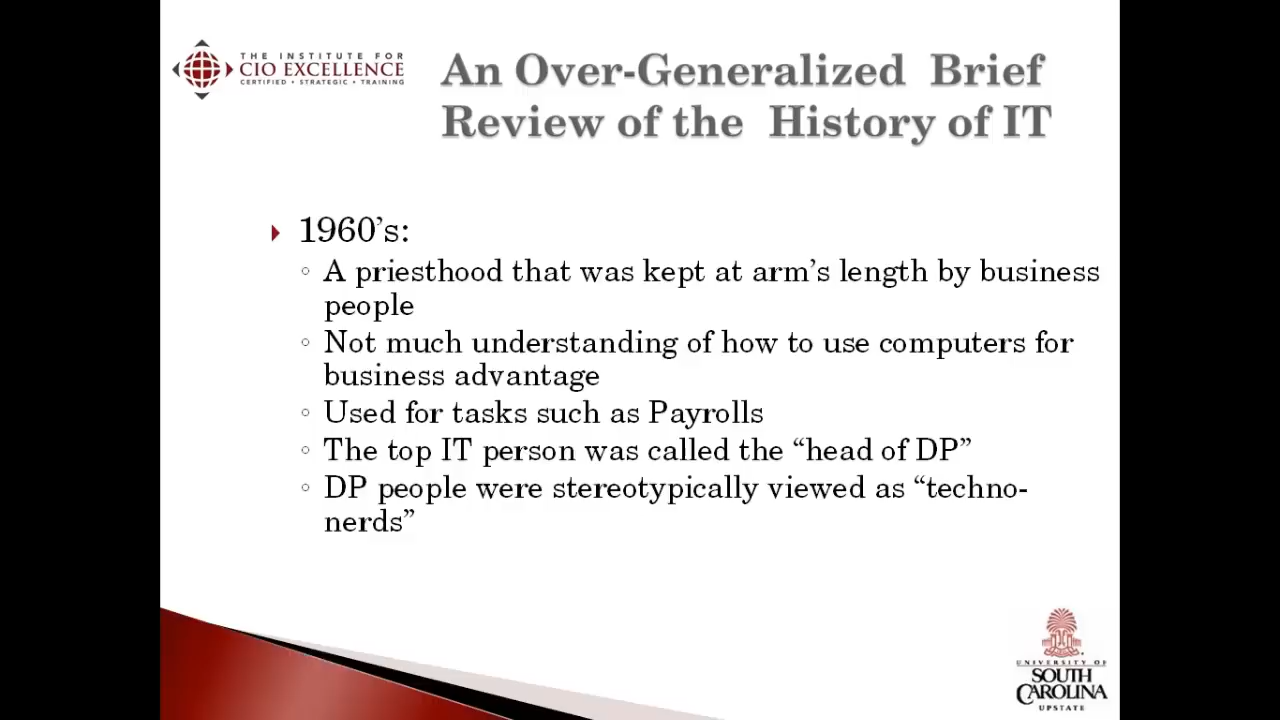 THE INSTITUTE FOR
CIO EXCELLENCE
CERTIFIED • STRATEGIC • TRAINING
An Over-Generalized Brief
Review of the History of IT
1960’s:
A priesthood that was kept at arm’s length by business
people
Not much understanding of how to use computers for
business advantage
Used for tasks such as Payrolls
The top IT person was called the “head of DP”
DP people were stereotypically viewed as “techno-
nerds”
UNIVERSITY OF
SOUTH
CAROLINA
UPSTATE